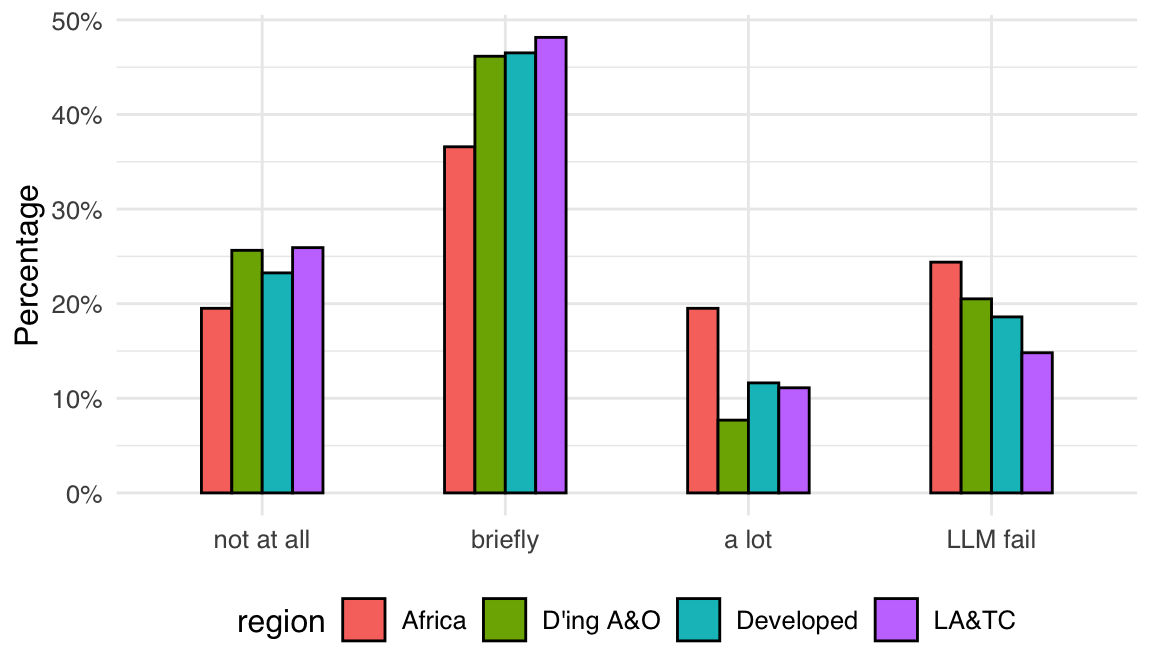 50%
40%
30%
20%
10%
0%
Percentage
not at all briefly a lot LLM fail
region Africa D'ing A&O Developed LA&TC